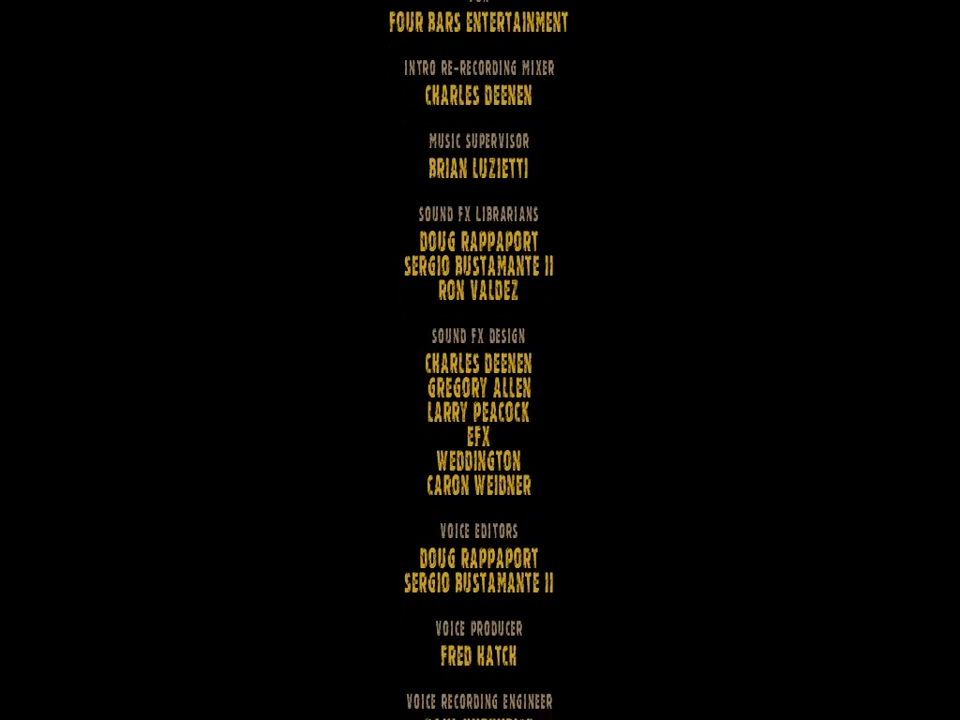 FOUR BARS ENTERTAINMENT
INTRO RE-RECORDING MIXER
CHARLES DEENEN
MUSIC SUPERVISOR
BRIAN LUZIETTI
SOUND FX LIBRARIANS
DOUG RAPPAPORT
SERGIO BUSTAMANTE II
RON VALDEZ
SOUND FX DESIGN
CHARLES DEENEN
GREGORY ALLEN
LARRY PEACOCK
EFX
WEDDINGTON
CARON WEIDNER
VOICE EDITORS
DOUG RAPPAPORT
SERGIO BUSTAMANTE II
VOICE PRODUCER
FRED HATCH
VOICE RECORDING ENGINEER